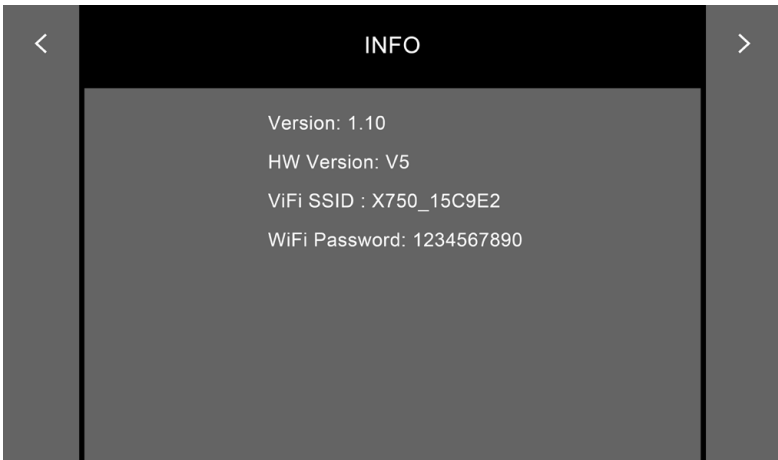 INFO
Version: 1.10
HW Version: V5
ViFi SSID : X750_15C9E2
WiFi Password: 1234567890